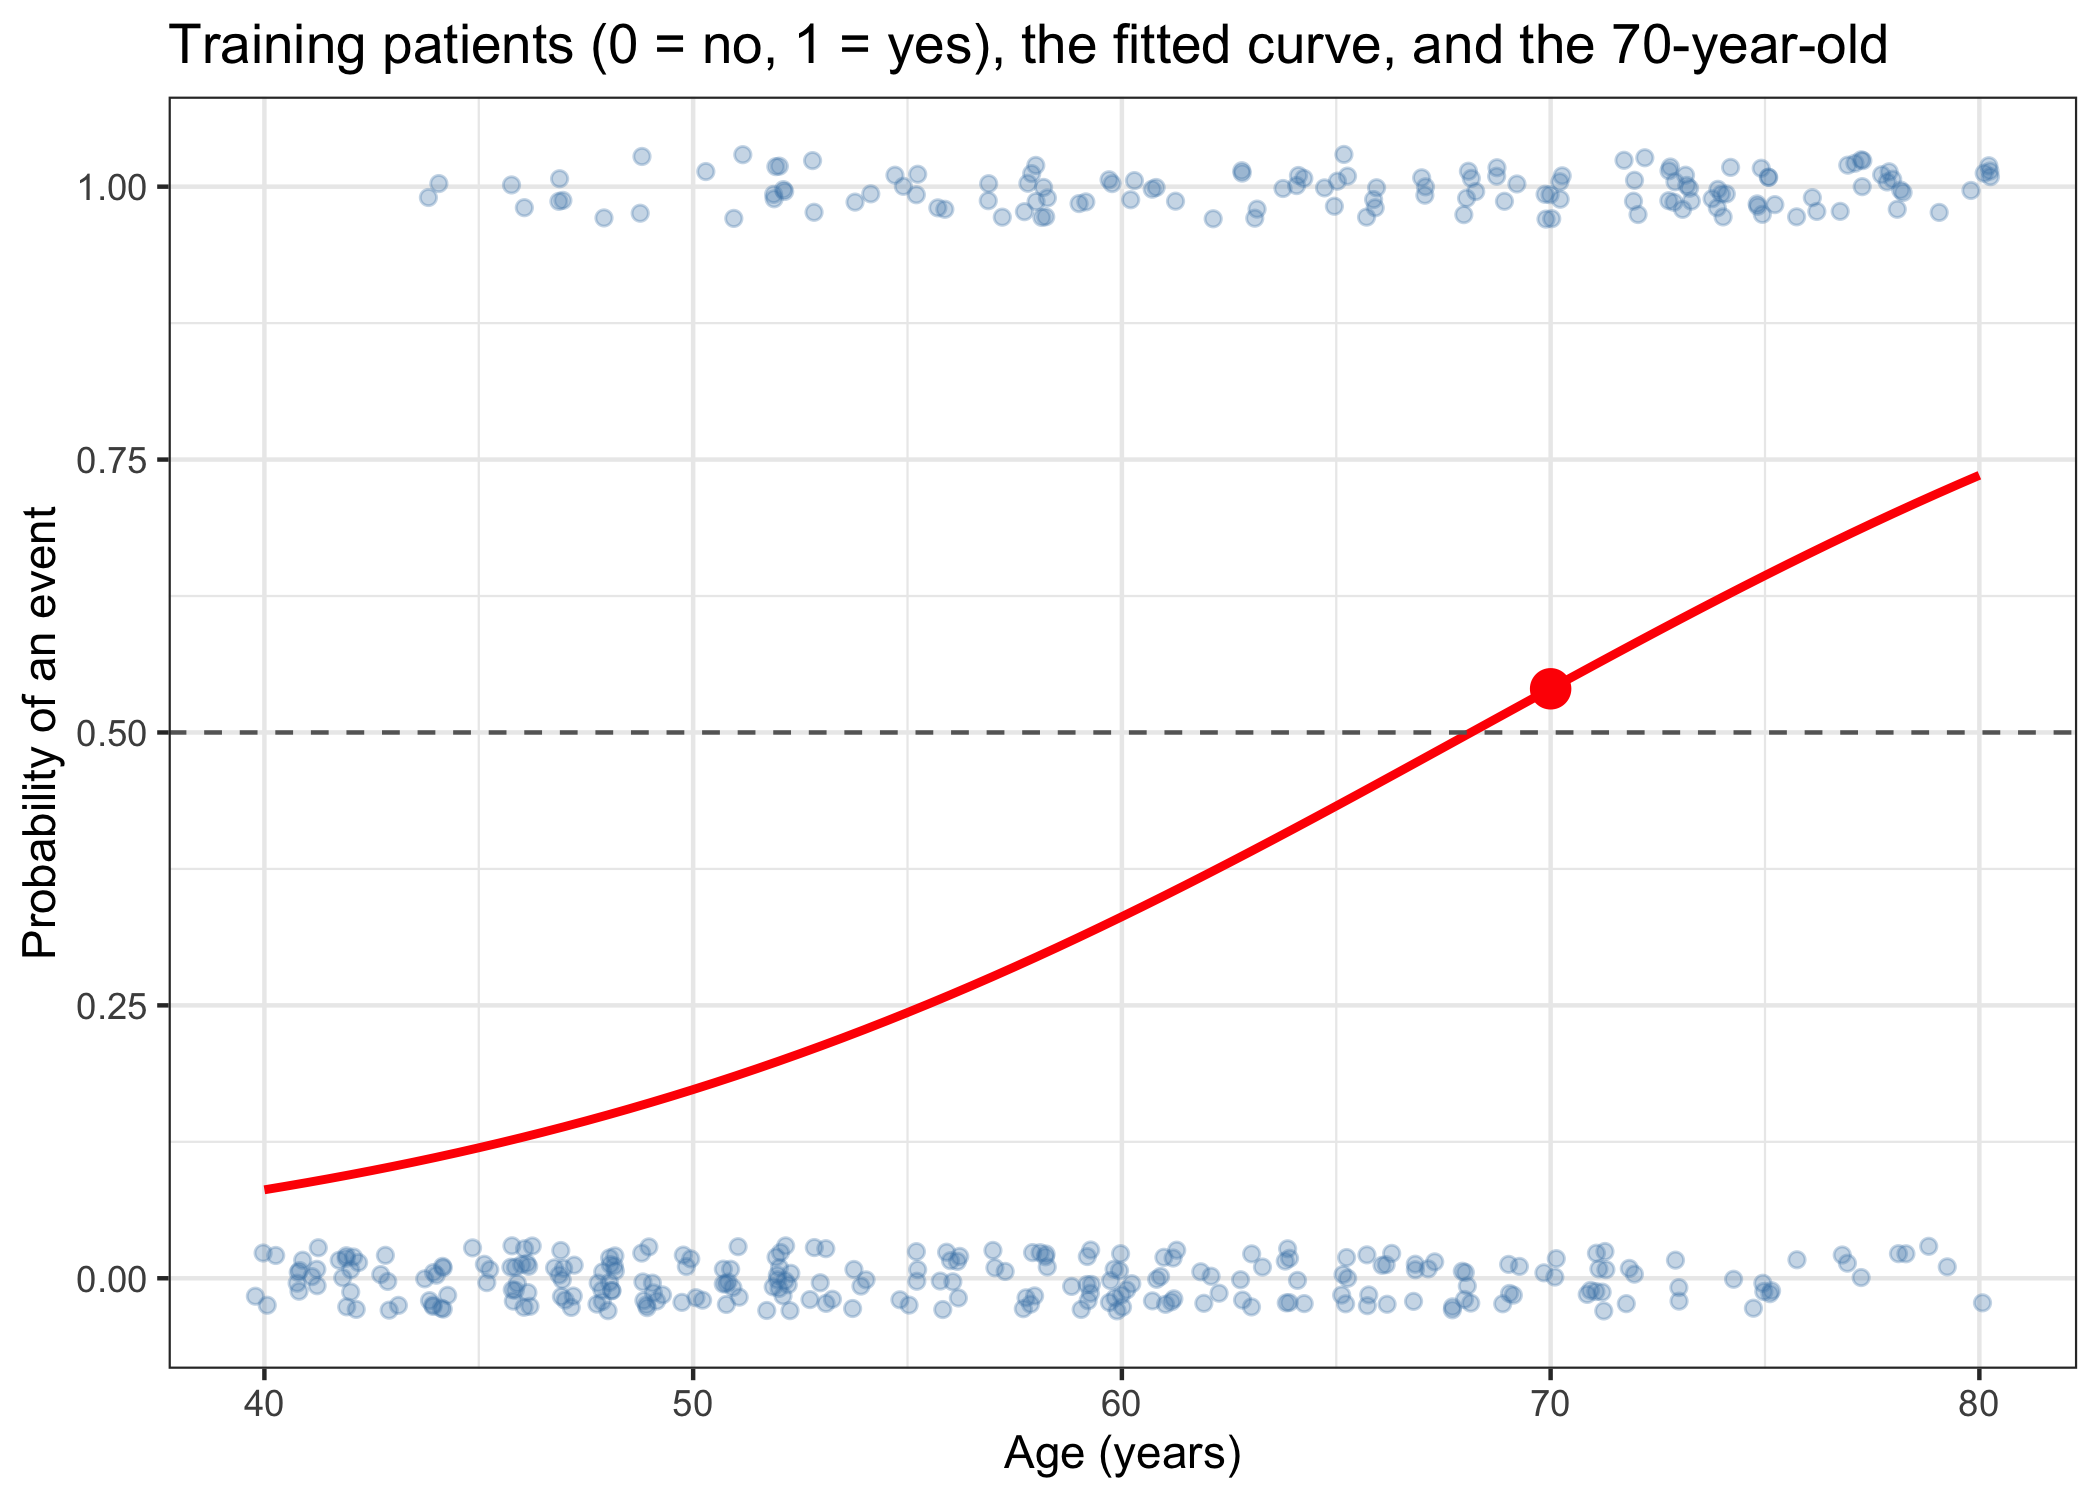 Training patients (0 = no, 1 = yes), the fitted curve, and the 70-year-old
1.00
0.75
0.50
0.25
0.00
Probability of an event
40 50 60 70 80
Age (years)